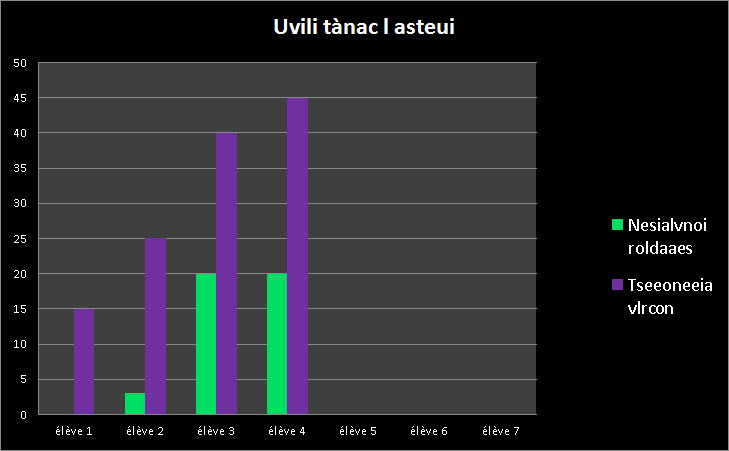 Uvili tànac l asteui
50
45
40
35
30
25
20
15
10
5
0
élève 1 élève 2 élève 3 élève 4 élève 5 élève 6 élève 7
Nesialvnoi
roldaaes
Tseeoneeia
vlrcon